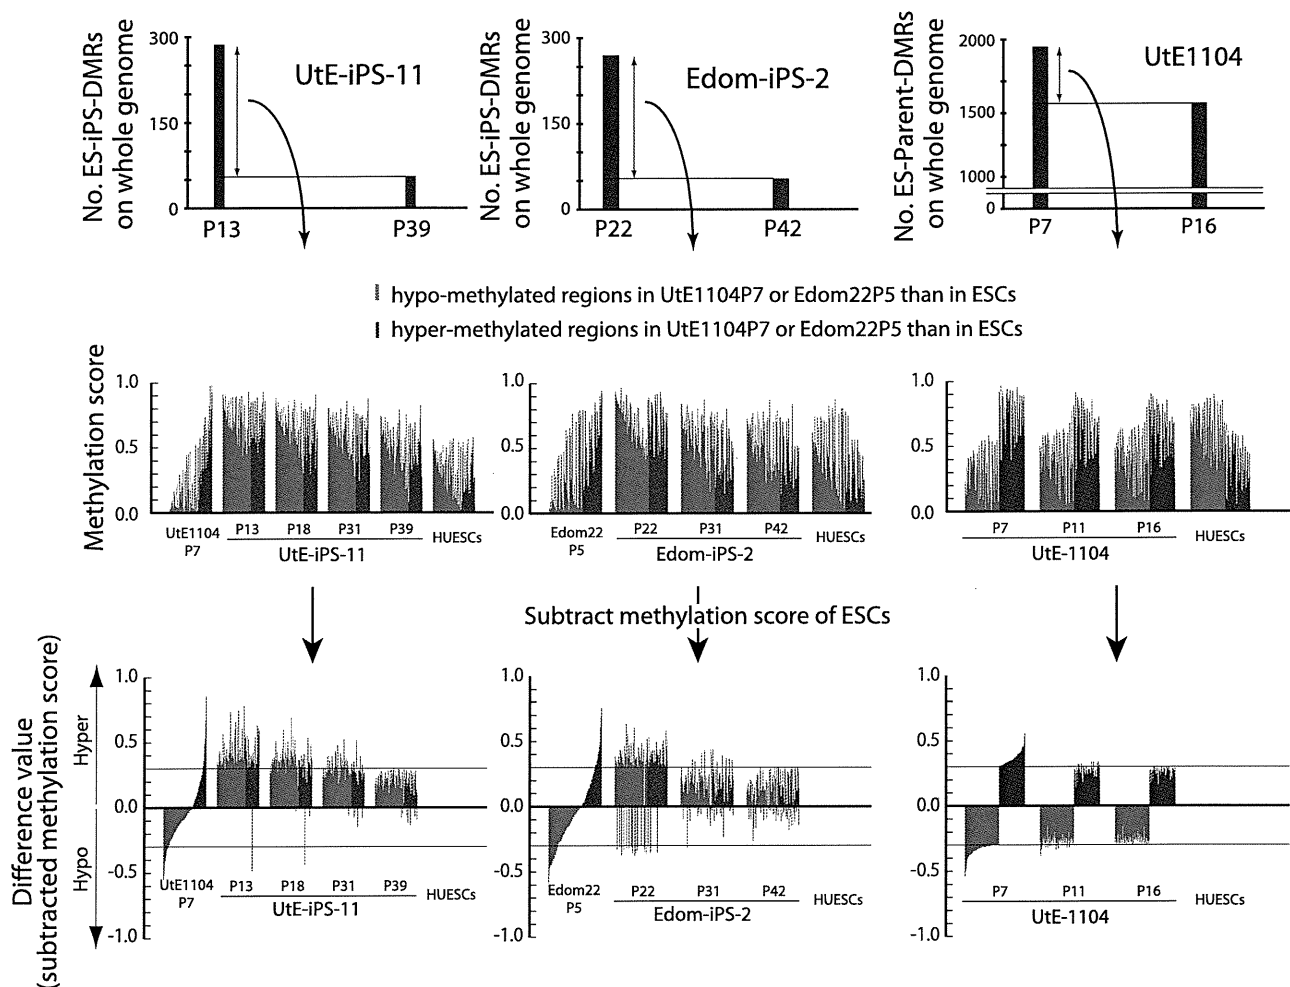 No. ES-iPS-DMRs
on whole genome
300
150
0
UtE-iPS-11
P13
P39
No. ES-iPS-DMRs
on whole genome
300
150
0
Edom-iPS-2
P22
P42
No. ES-Parent-DMRs
on whole genome
2000
1500
1000
0
UtE1104
P7
P16
hypo-methylated regions in UtE1104P7 or Edom22P5 than in ESCs
hyper-methylated regions in UtE1104P7 or Edom22P5 than in ESCs
Methylation score
1.0
0.5
0.0
UtE1104
P7
P13 P18 P31 P39
UtE-iPS-11
HUESCs
1.0
0.5
0.0
Edom22
P5
P22 P31 P42
Edom-iPS-2
HUESCs
1.0
0.5
0.0
P7 P11 P16
UtE-1104
HUESCs
Subtract methylation score of ESCs
Difference value
(subtracted methylation score)
Hyper
Hypo
1.0
0.5
0.0
-0.5
-1.0
UtE1104
P7
P13 P18 P31 P39
UtE-iPS-11
HUESCs
1.0
0.5
0.0
-0.5
-1.0
Edom22
P5
P22 P31 P42
Edom-iPS-2
HUESCs
1.0
0.5
0.0
-0.5
-1.0
P7 P11 P16
UtE-1104
HUESCs